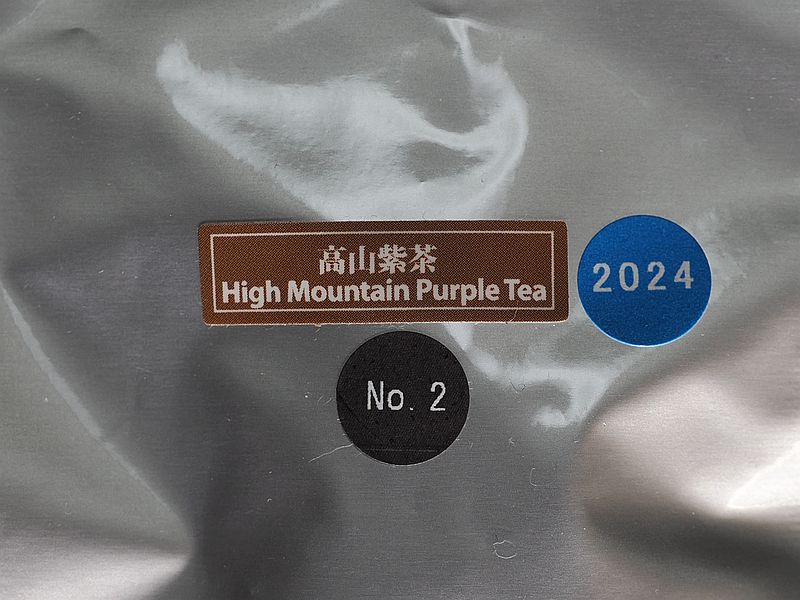 高山紫茶
High Mountain Purple Tea
2024
No. 2